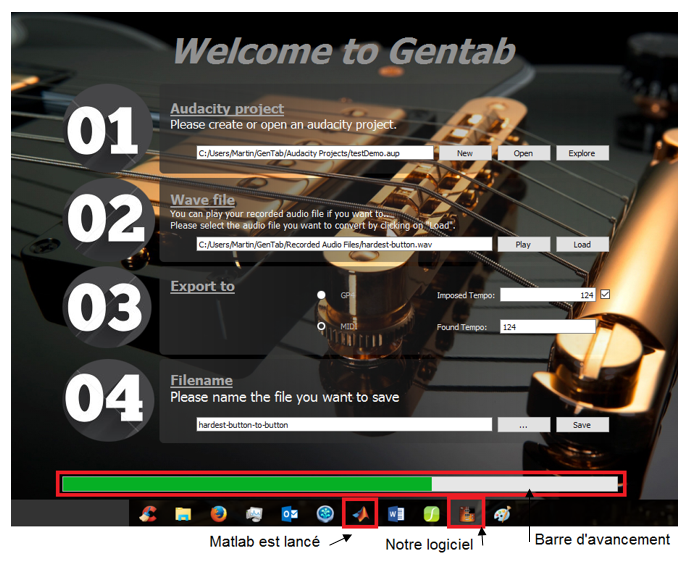 Welcome to Gentab
01
Audacity project
Please create or open an audacity project.
C:/Users/Martin/GenTab/Audacity Projects/testDemo.aup
New
Open
Explore
02
Wave file
You can play your recorded audio file if you want to....
Please select the audio file you want to convert by clicking on "Load".
C:/Users/Martin/GenTab/Recorded Audio Files/hardest-button.wav
Play
Load
03
Export to
GP4
Imposed Tempo:
124
MIDI
Found Tempo:
124
04
Filename
Please name the file you want to save
hardest-button-to-button
...
Save
Matlab est lancé
Notre logiciel
Barre d'avancement